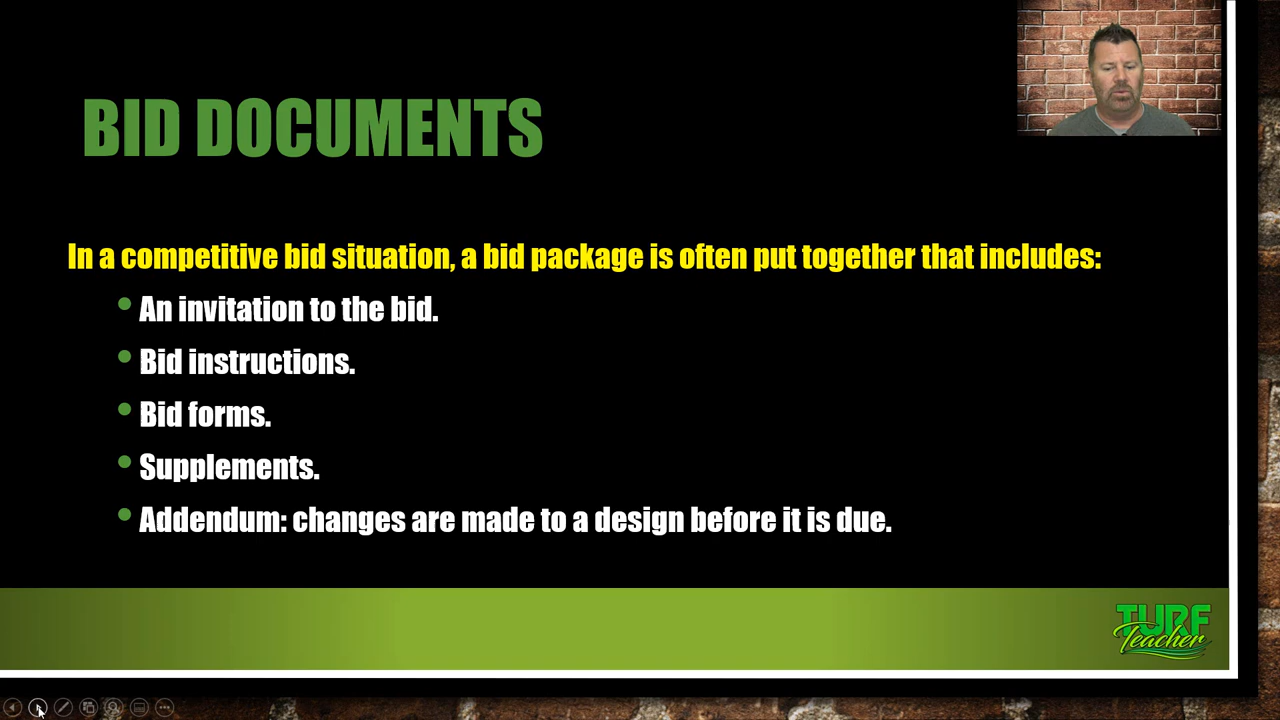 BID DOCUMENTS
In a competitive bid situation, a bid package is often put together that includes:
An invitation to the bid.
Bid instructions.
Bid forms.
Supplements.
Addendum: changes are made to a design before it is due.
TURF
Teacher